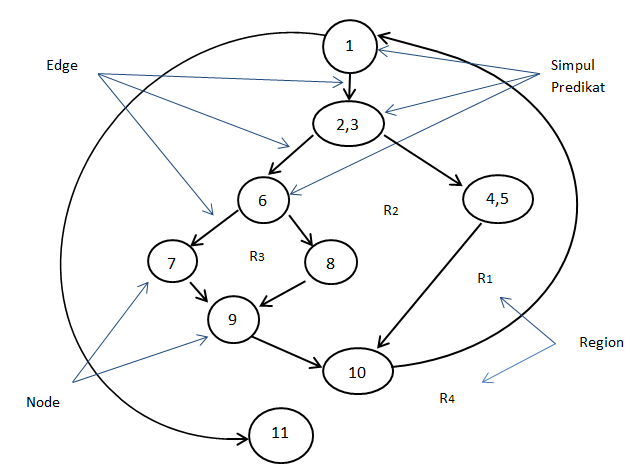 1
Edge
Simpul
Predikat
2,3
6
4,5
R2
R3
7
8
R1
9
Region
10
R4
Node
11